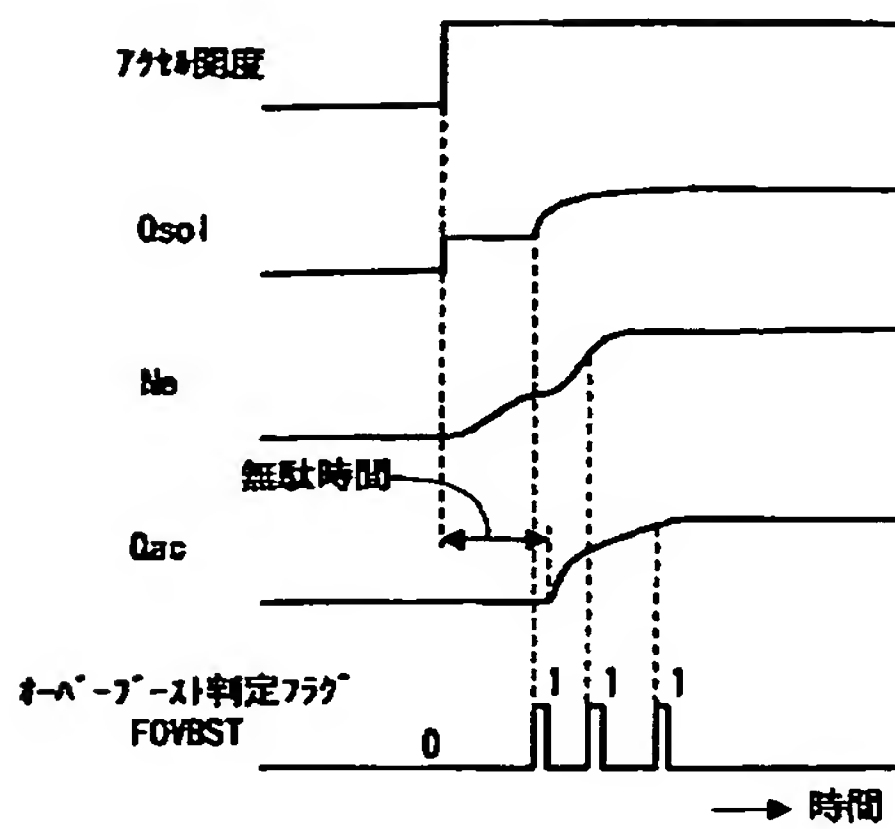 アクセル開度
Qsol
Ne
無駄時間
Qac
オーバーブースト判定フラグ
FOVBST
0
1
1
1
時間